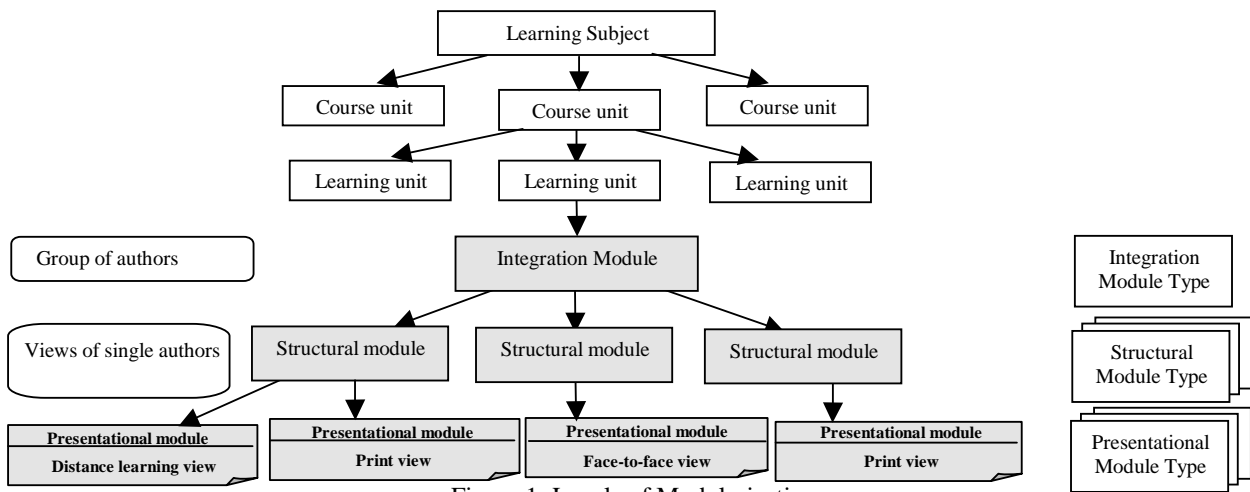 Learning Subject
Course unit
Course unit
Course unit
Learning unit
Learning unit
Learning unit
Group of authors
Integration Module
Integration
Module Type
Views of single authors
Structural module
Structural module
Structural module
Structural
Module Type
Presentational module
Distance learning view
Presentational module
Print view
Presentational module
Face-to-face view
Presentational module
Print view
Presentational
Module Type